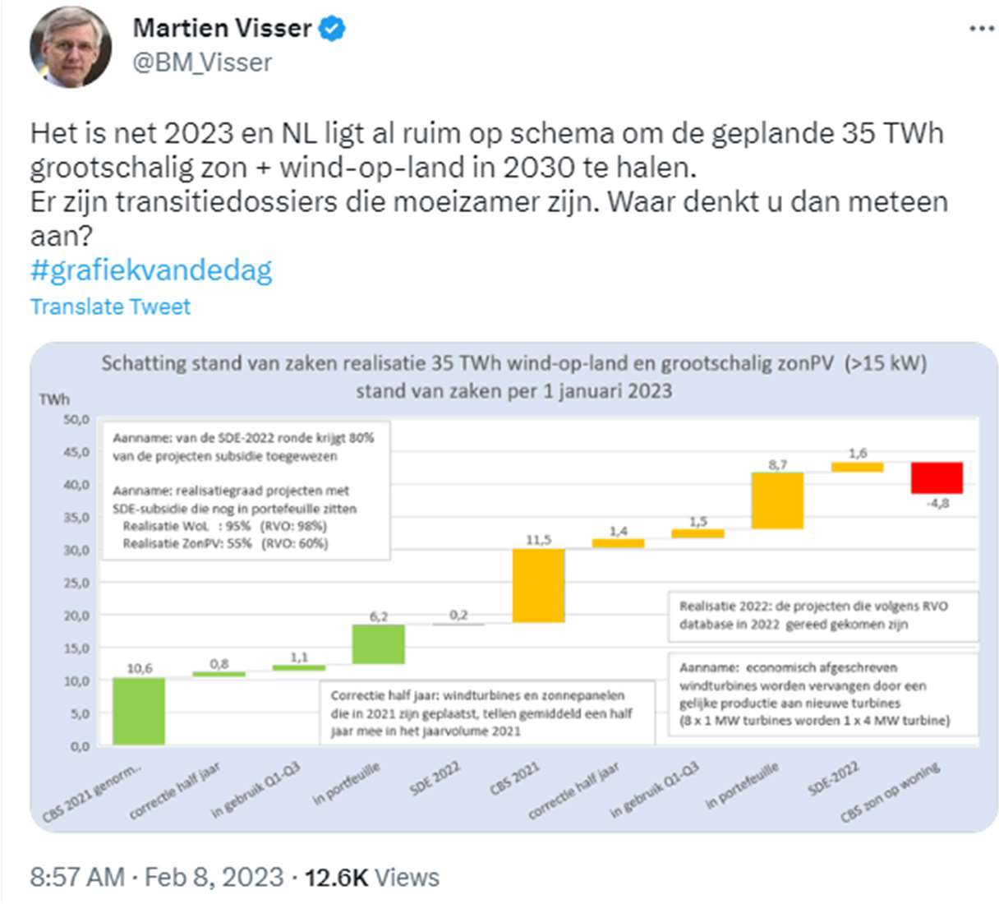 Martien Visser
@BM_Visser
Het is net 2023 en NL ligt al ruim op schema om de geplande 35 TWh
grootschalig zon + wind-op-land in 2030 te halen.
Er zijn transitiedossiers die moeizamer zijn. Waar denkt u dan meteen
aan?
#grafiekvandedag
Translate Tweet
Schatting stand van zaken realisatie 35 TWh wind-op-land en grootschalig zonPV (>15 kW)
stand van zaken per 1 januari 2023
TWh
50,0
45,0
40,0
35,0
30,0
25,0
20,0
15,0
10,0
5,0
0,0
Aanname: van de SDE-2022 ronde krijgt 80%
van de projecten subsidie toegewezen
Aanname: realisatiegraad projecten met
SDE-subsidie die nog in portefeuille zitten
Realisatie WoL : 95% (RVO: 98%)
Realisatie ZonPV: 55% (RVO: 60%)
10,6
0,8
1,1
6,2
0,2
11,5
1,4
1,5
8,7
1,6
-4,8
Realisatie 2022: de projecten die volgens RVO
database in 2022 gereed gekomen zijn
Correctie half jaar: windturbines en zonnepanelen
die in 2021 zijn geplaatst, tellen gemiddeld een half
jaar mee in het jaarvolume 2021
Aanname: economisch afgeschreven
windturbines worden vervangen door een
gelijke productie aan nieuwe turbines
(8 x 1 MW turbines worden 1 x 4 MW turbine)
CBS 2021 genorm...
correctie half jaar
in gebruik Q1-Q3
in portfeuille
SDE 2022
CBS 2021
correctie half jaar
in gebruik Q1-Q3
in portefeuille
SDE-2022
CBS zon op woning
8:57 AM · Feb 8, 2023 · 12.6K Views